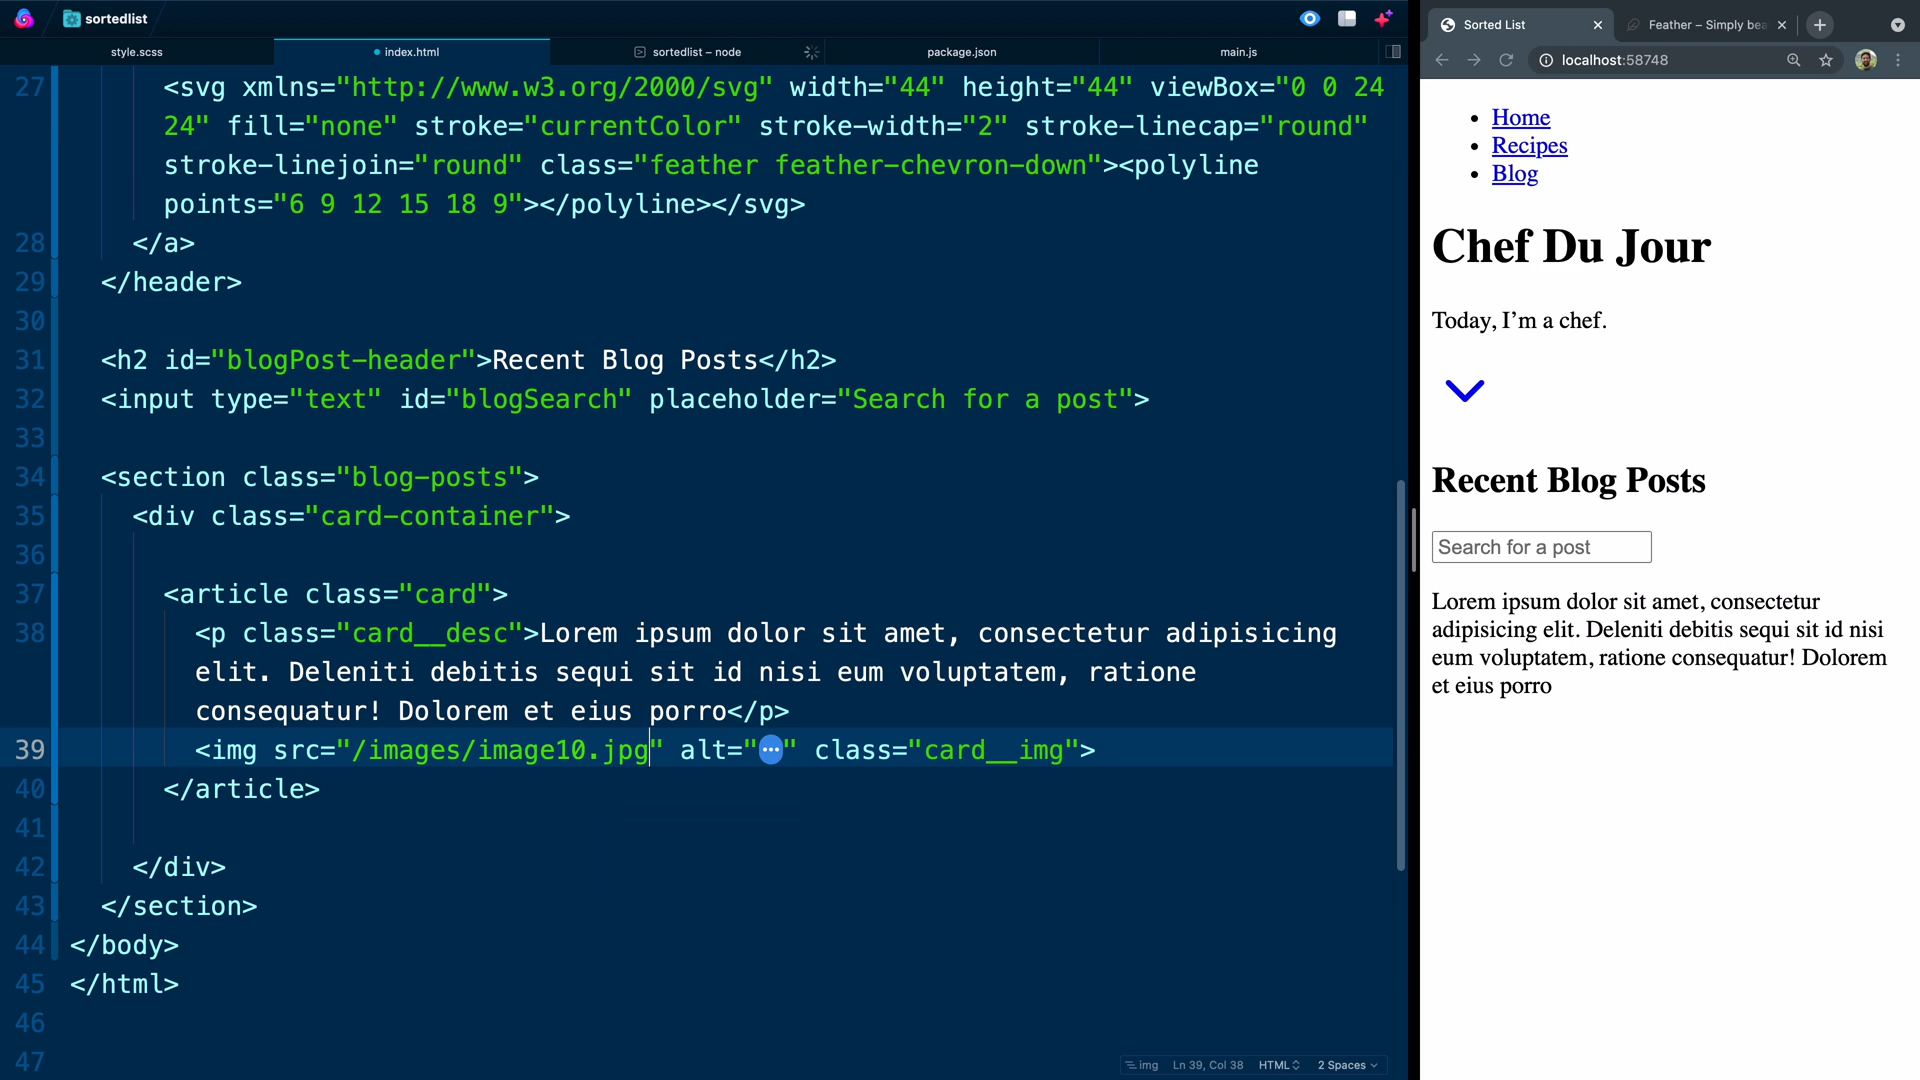 sortedlist
style.scss
index.html
sortedlist – node
package.json
main.js
27 <svg xmlns="http://www.w3.org/2000/svg" width="44" height="44" viewBox="0 0 24
24" fill="none" stroke="currentColor" stroke-width="2" stroke-linecap="round"
stroke-linejoin="round" class="feather feather-chevron-down"><polyline
points="6 9 12 15 18 9"></polyline></svg>
28 </a>
29 </header>
30
31 <h2 id="blogPost-header">Recent Blog Posts</h2>
32 <input type="text" id="blogSearch" placeholder="Search for a post">
33
34 <section class="blog-posts">
35 <div class="card-container">
36
37 <article class="card">
38 <p class="card__desc">Lorem ipsum dolor sit amet, consectetur adipisicing
elit. Deleniti debitis sequi sit id nisi eum voluptatem, ratione
consequatur! Dolorem et eius porro</p>
39 <img src="/images/image10.jpg" alt="" class="card__img">
40 </article>
41
42 </div>
43 </section>
44 </body>
45 </html>
46
47
img Ln 39, Col 38 HTML 2 Spaces
Sorted List
Feather – Simply bea
localhost:58748
• Home
• Recipes
• Blog
Chef Du Jour
Today, I’m a chef.
Recent Blog Posts
Search for a post
Lorem ipsum dolor sit amet, consectetur
adipisicing elit. Deleniti debitis sequi sit id nisi
eum voluptatem, ratione consequatur! Dolorem
et eius porro